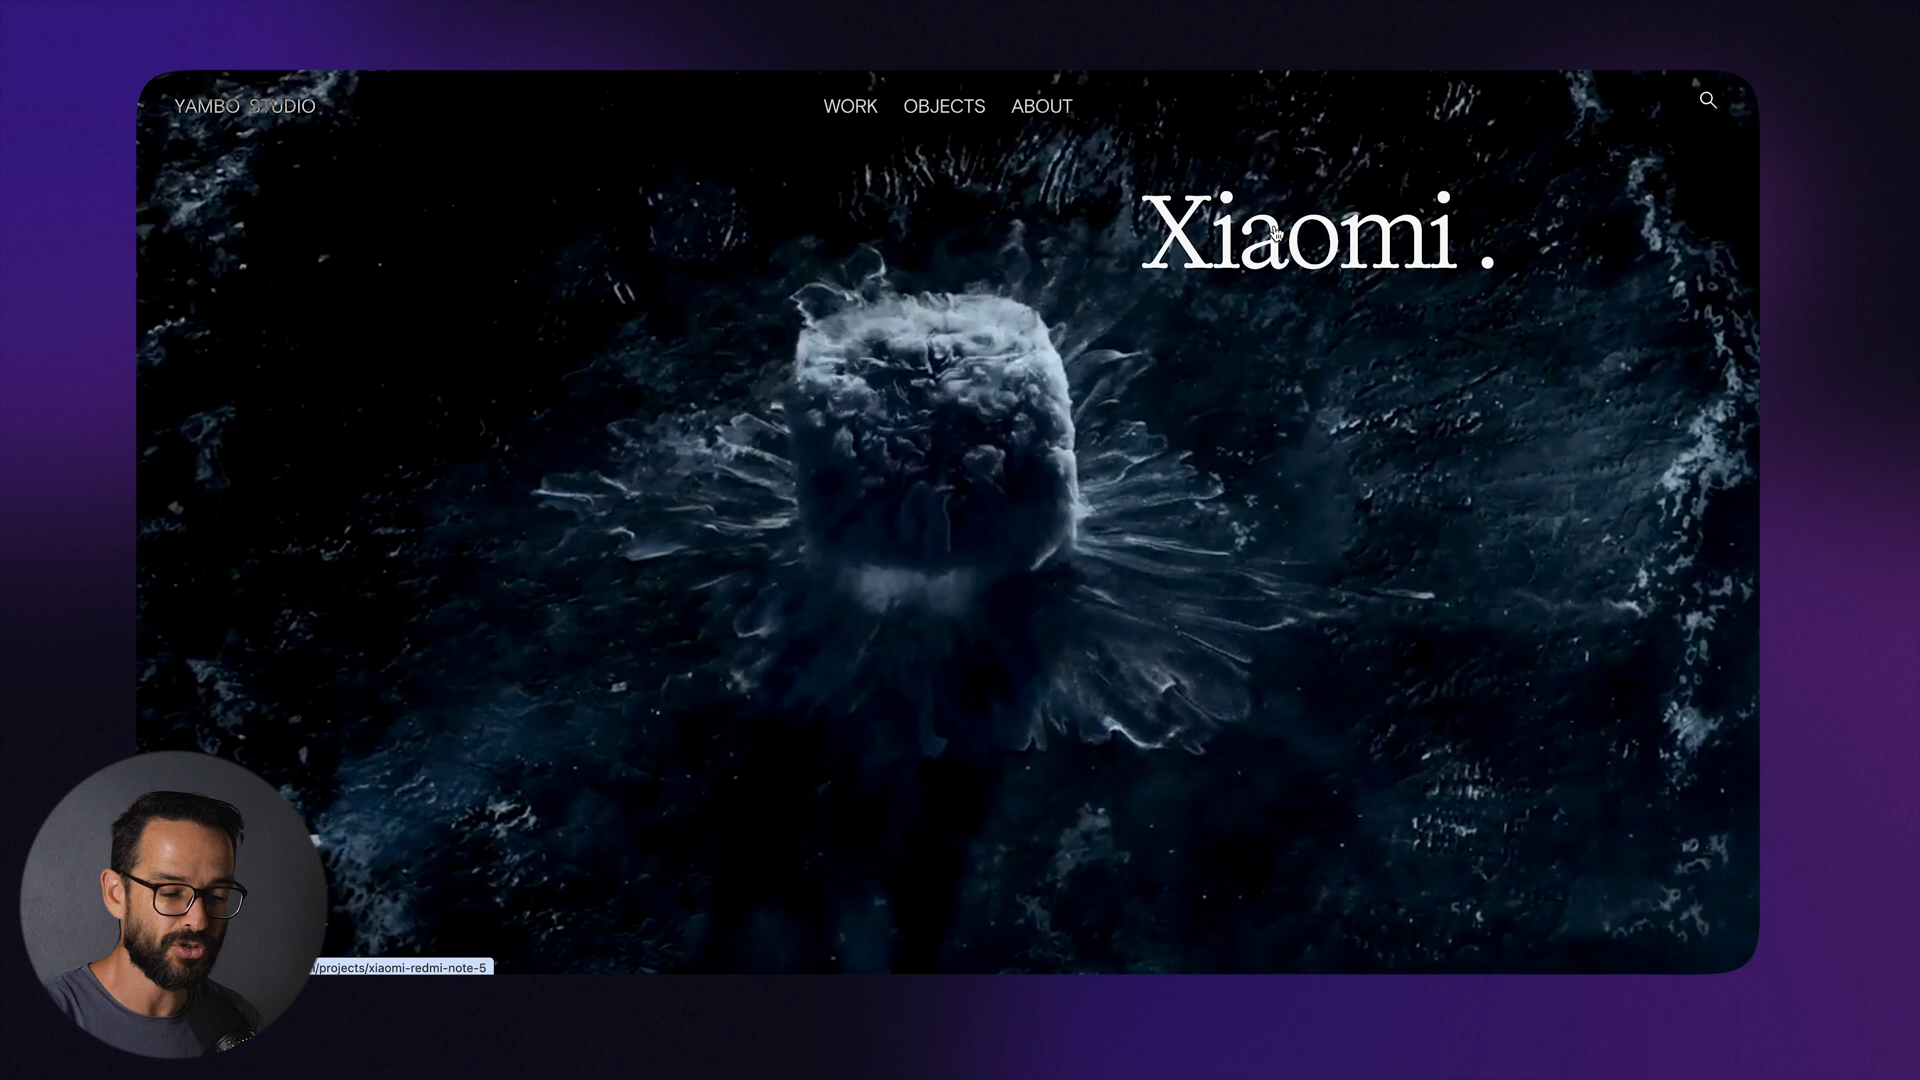 YAMBO STUDIO
WORK OBJECTS ABOUT
Xiaomi .
/projects/xiaomi-redmi-note-5